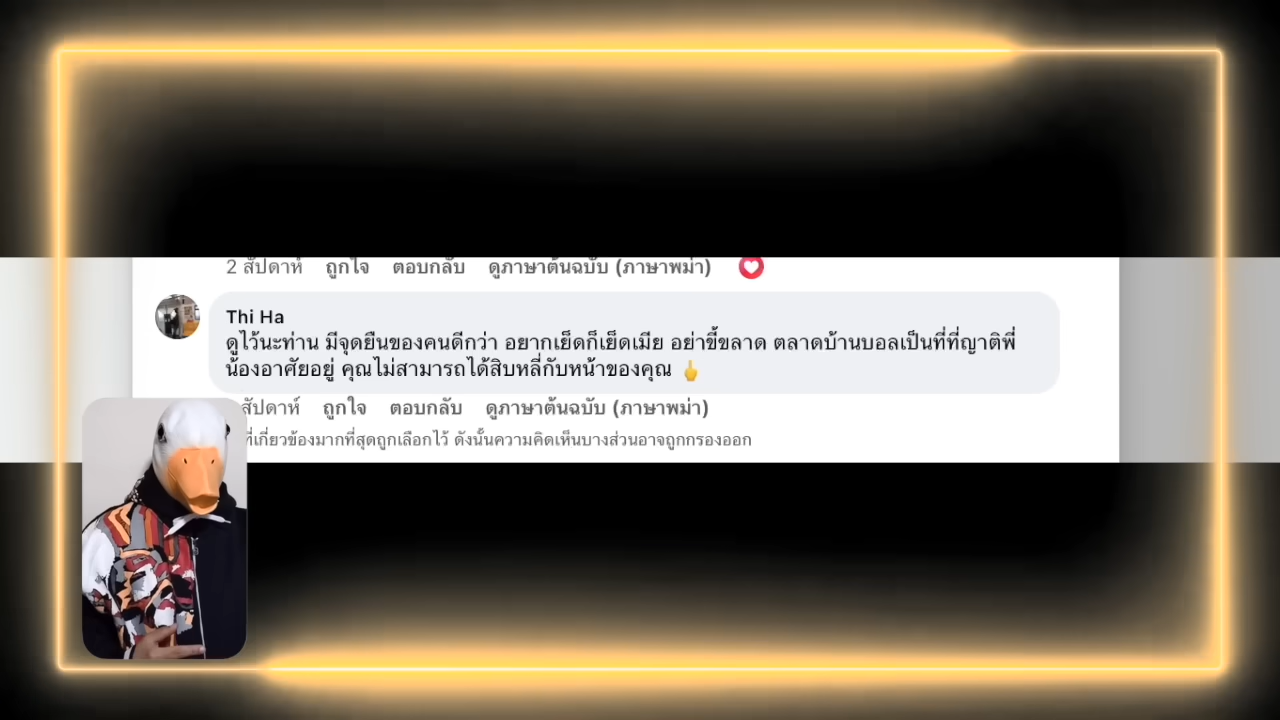 2 สัปดาห์ ถูกใจ ตอบกลับ ดูภาษาต้นฉบับ (ภาษาพม่า)
Thi Ha
ดูไว้นะท่าน มีจุดยืนของคนดีกว่า อยากเย็ดก็เย็ดเมีย อย่าขี้ขลาด ตลาดบ้านบอลเป็นที่ที่ญาติพี่
น้องอาศัยอยู่ คุณไม่สามารถได้สิบหลี่กับหน้าของคุณ 🖕
สัปดาห์ ถูกใจ ตอบกลับ ดูภาษาต้นฉบับ (ภาษาพม่า)
ที่เกี่ยวข้องมากที่สุดถูกเลือกไว้ ดังนั้นความคิดเห็นบางส่วนอาจถูกกรองออก